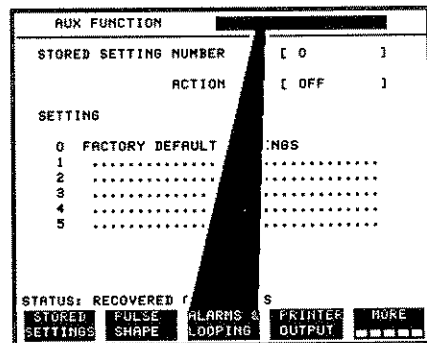 AUX FUNCTION
STORED SETTING NUMBER [ 0 ]
ACTION [ OFF ]
SETTING
0 FACTORY DEFAULT INGS
1 ..............................
2 ..............................
3 ..............................
4 ..............................
5 ..............................
STATUS: RECOVERED S
STORED SETTINGS
PULSE SHAPE
ALARMS & LOOPING
PRINTER OUTPUT
MORE